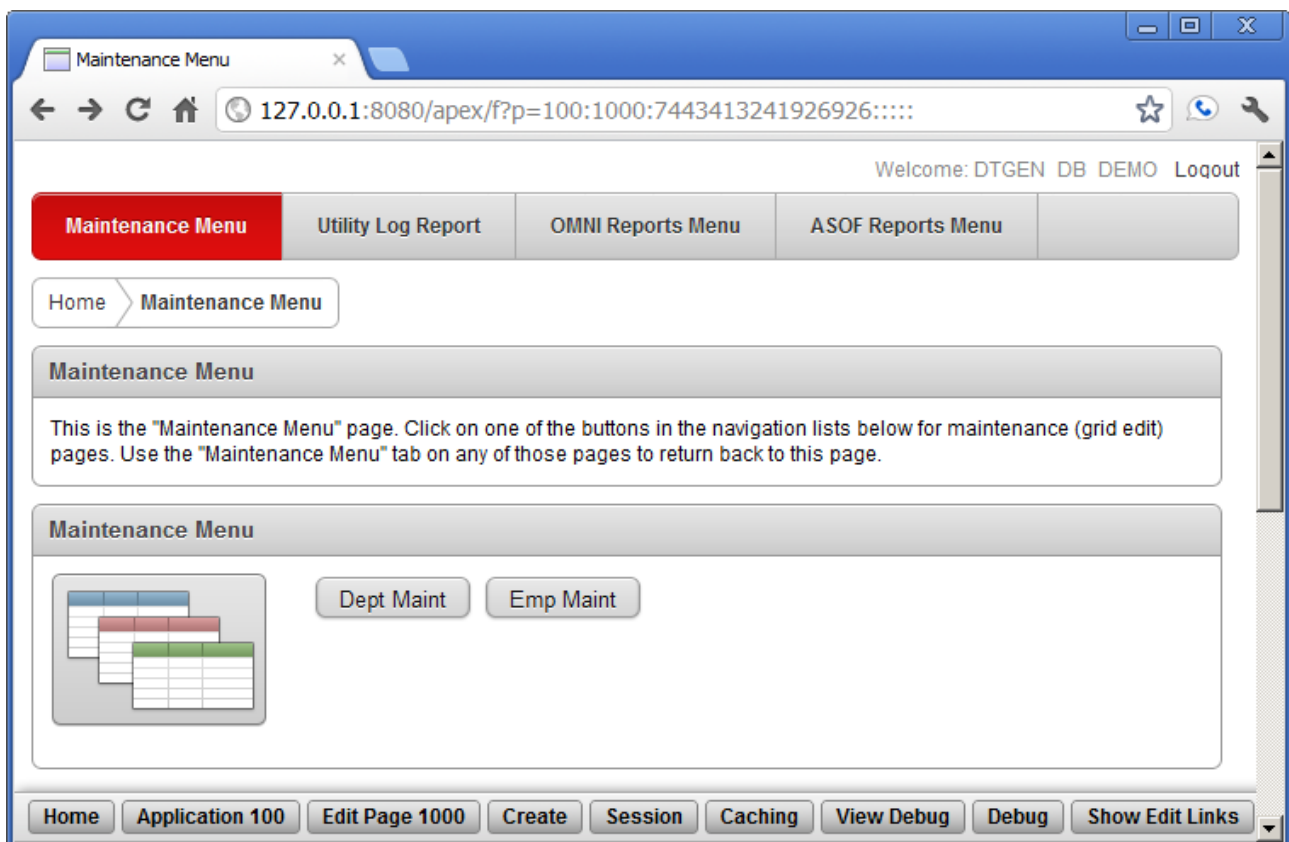 Maintenance Menu
127.0.0.1:8080/apex/f?p=100:1000:7443413241926926:::::
Welcome: DTGEN_DB_DEMO Logout
Maintenance Menu Utility Log Report OMNI Reports Menu ASOF Reports Menu
Home Maintenance Menu
Maintenance Menu
This is the "Maintenance Menu" page. Click on one of the buttons in the navigation lists below for maintenance (grid edit)
pages. Use the "Maintenance Menu" tab on any of those pages to return back to this page.
Maintenance Menu
Dept Maint Emp Maint
Home Application 100 Edit Page 1000 Create Session Caching View Debug Debug Show Edit Links